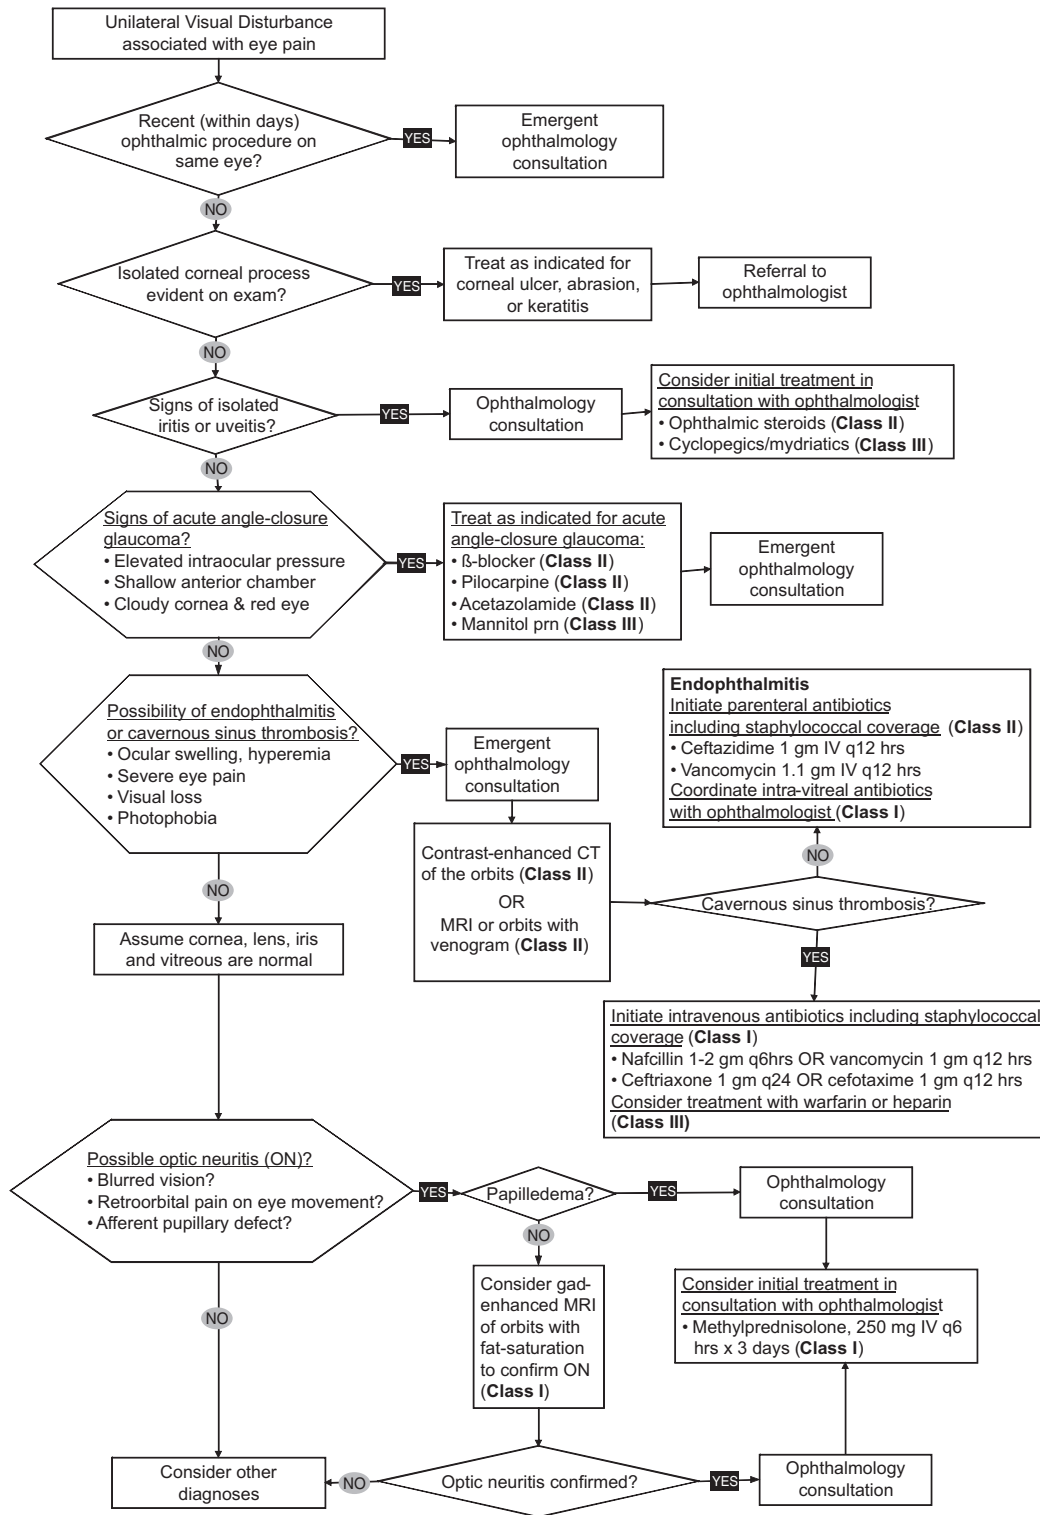 Unilateral Visual Disturbance
associated with eye pain
Recent (within days)
ophthalmic procedure on
same eye?
YES
Emergent
ophthalmology
consultation
NO
Isolated corneal process
evident on exam?
YES
Treat as indicated for
corneal ulcer, abrasion,
or keratitis
Referral to
ophthalmologist
NO
Signs of isolated
iritis or uveitis?
YES
Ophthalmology
consultation
Consider initial treatment in
consultation with ophthalmologist
• Ophthalmic steroids (Class II)
• Cyclopegics/mydriatics (Class III)
NO
Signs of acute angle-closure
glaucoma?
• Elevated intraocular pressure
• Shallow anterior chamber
• Cloudy cornea & red eye
YES
Treat as indicated for acute
angle-closure glaucoma:
• ß-blocker (Class II)
• Pilocarpine (Class II)
• Acetazolamide (Class II)
• Mannitol prn (Class III)
Emergent
ophthalmology
consultation
NO
Possibility of endophthalmitis
or cavernous sinus thrombosis?
• Ocular swelling, hyperemia
• Severe eye pain
• Visual loss
• Photophobia
YES
Emergent
ophthalmology
consultation
Endophthalmitis
Initiate parenteral antibiotics
including staphylococcal coverage (Class II)
• Ceftazidime 1 gm IV q12 hrs
• Vancomycin 1.1 gm IV q12 hrs
Coordinate intra-vitreal antibiotics
with ophthalmologist (Class I)
NO
Contrast-enhanced CT
of the orbits (Class II)
OR
MRI or orbits with
venogram (Class II)
Cavernous sinus thrombosis?
YES
NO
Assume cornea, lens, iris
and vitreous are normal
Initiate intravenous antibiotics including staphylococcal
coverage (Class I)
• Nafcillin 1-2 gm q6hrs OR vancomycin 1 gm q12 hrs
• Ceftriaxone 1 gm q24 OR cefotaxime 1 gm q12 hrs
Consider treatment with warfarin or heparin
(Class III)
Possible optic neuritis (ON)?
• Blurred vision?
• Retroorbital pain on eye movement?
• Afferent pupillary defect?
YES
Papilledema?
YES
Ophthalmology
consultation
NO
Consider gad-
enhanced MRI
of orbits with
fat-saturation
to confirm ON
(Class I)
Consider initial treatment in
consultation with ophthalmologist
• Methylprednisolone, 250 mg IV q6
hrs x 3 days (Class I)
NO
Consider other
diagnoses
NO
Optic neuritis confirmed?
YES
Ophthalmology
consultation